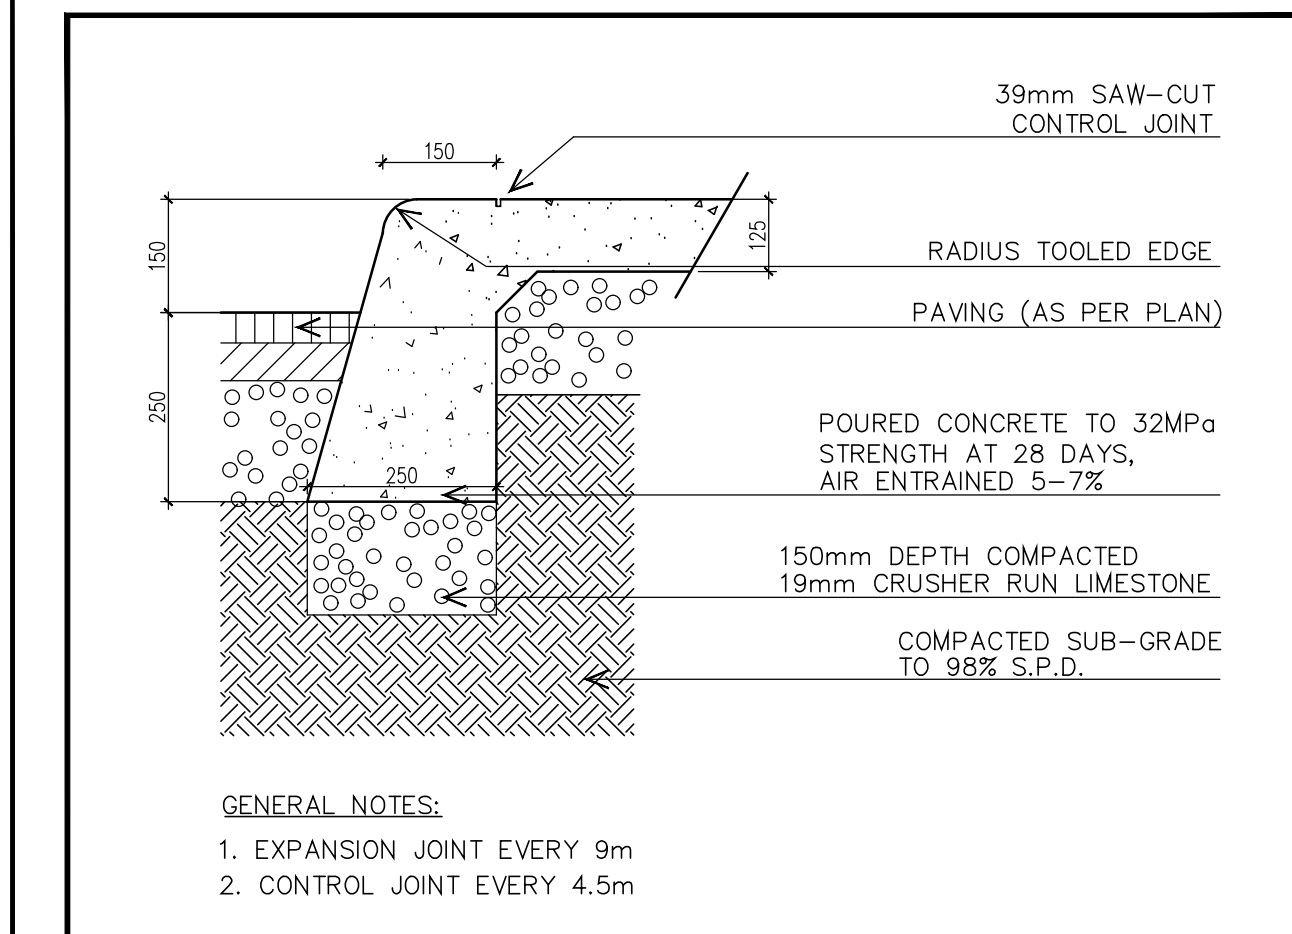 39mm SAW-CUT
CONTROL JOINT
150
150
125
RADIUS TOOLED EDGE
PAVING (AS PER PLAN)
250
POURED CONCRETE TO 32MPa
STRENGTH AT 28 DAYS,
AIR ENTRAINED 5-7%
250
150mm DEPTH COMPACTED
19mm CRUSHER RUN LIMESTONE
COMPACTED SUB-GRADE
TO 98% S.P.D.
GENERAL NOTES:
1. EXPANSION JOINT EVERY 9m
2. CONTROL JOINT EVERY 4.5m